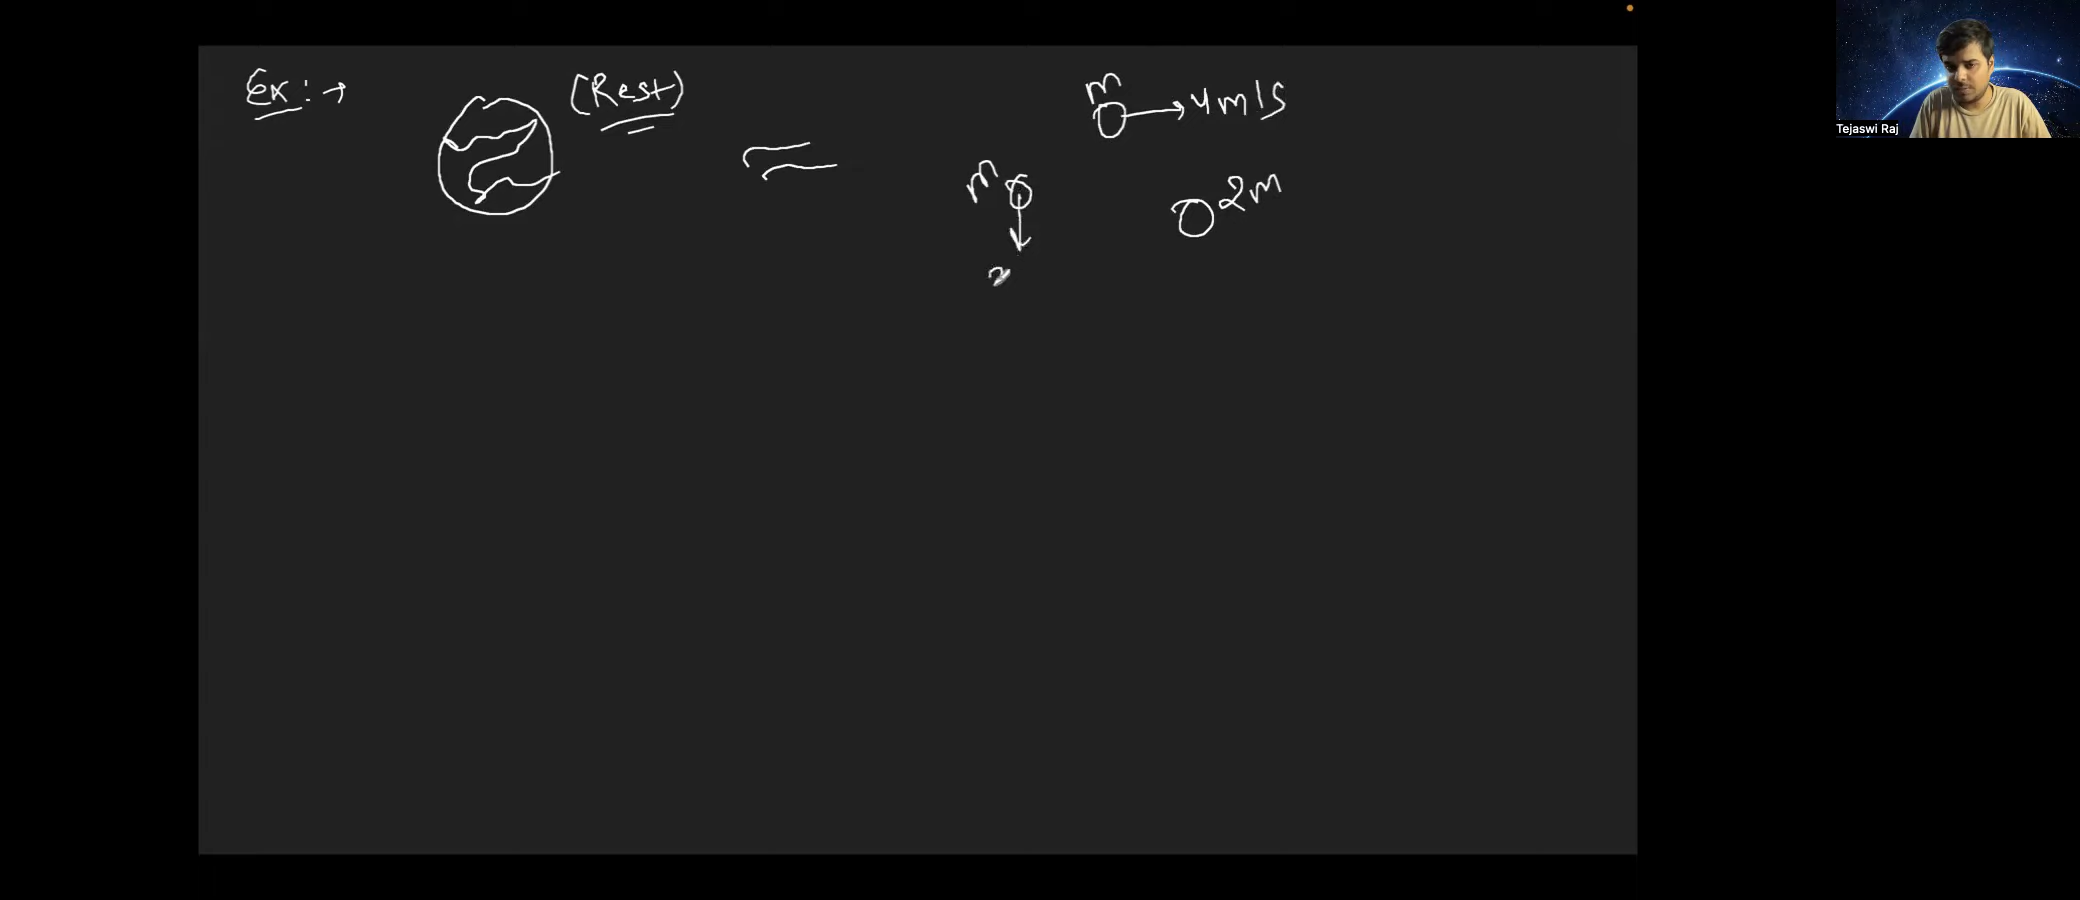 Ex:→
(Rest)
m
→4m/s
m
2m
Tejaswi Raj